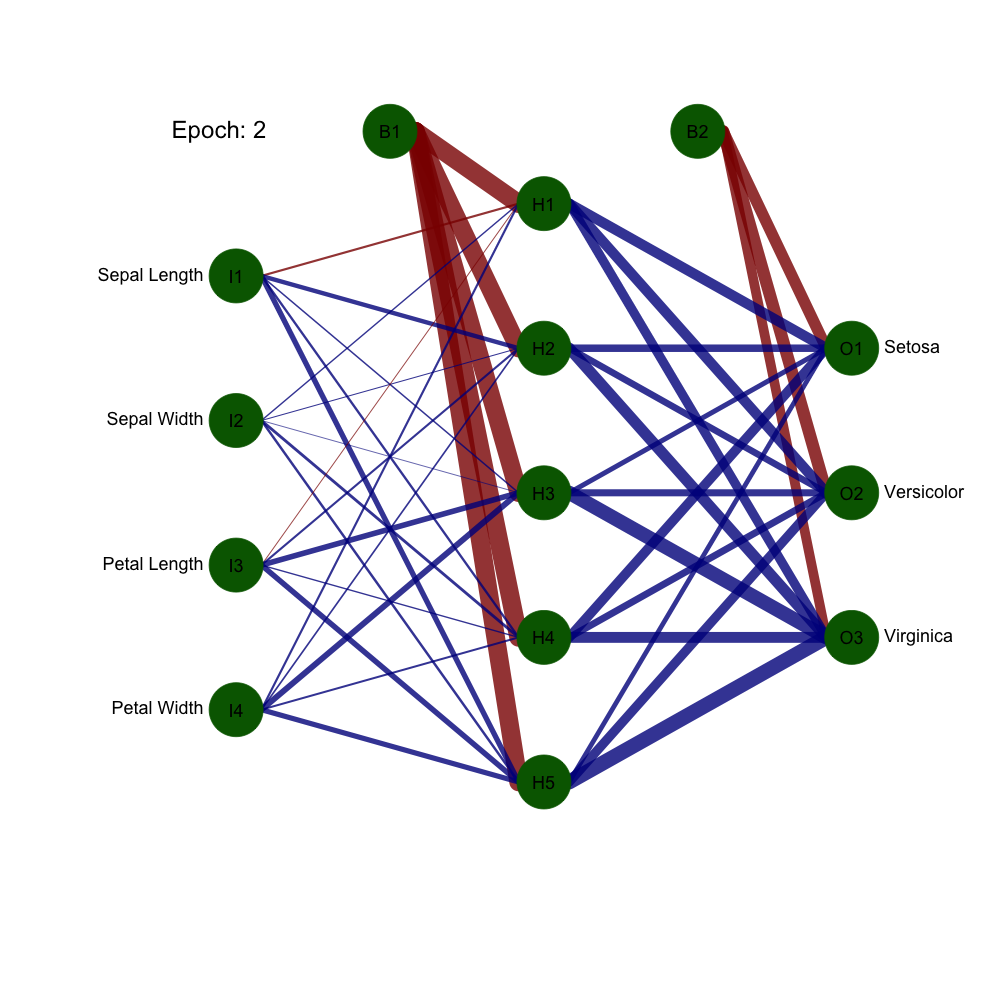 Epoch: 2
B1
B2
H1
Sepal Length
I1
H2
O1
Setosa
Sepal Width
I2
H3
O2
Versicolor
Petal Length
I3
H4
O3
Virginica
Petal Width
I4
H5